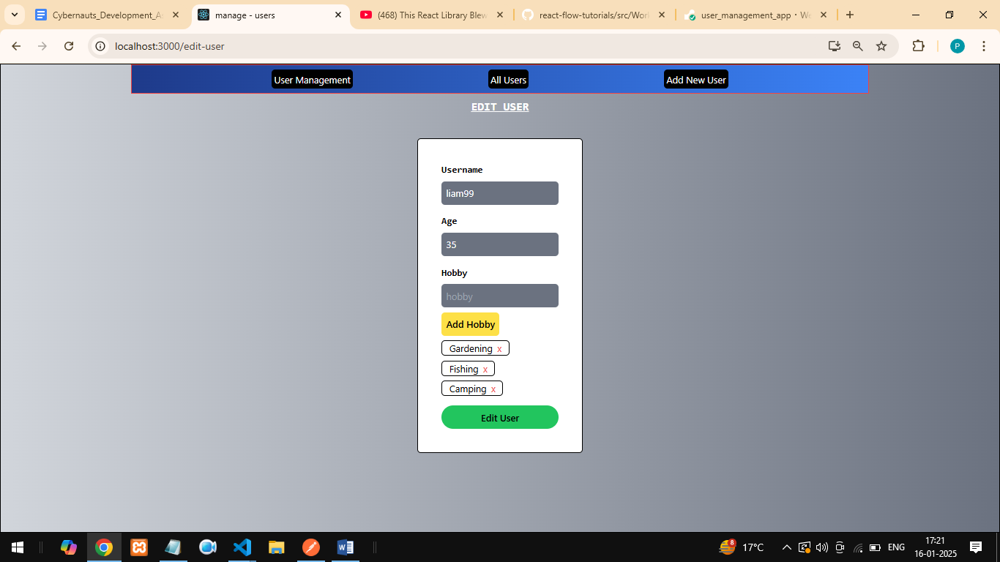 Cybernauts_Development_A
manage - users
(468) This React Library Blew
react-flow-tutorials/src/Wor
user_management_app · We
localhost:3000/edit-user
P
User Management
All Users
Add New User
EDIT USER
Username
liam99
Age
35
Hobby
hobby
Add Hobby
Gardening x
Fishing x
Camping x
Edit User
8
17°C
ENG
17:21
16-01-2025